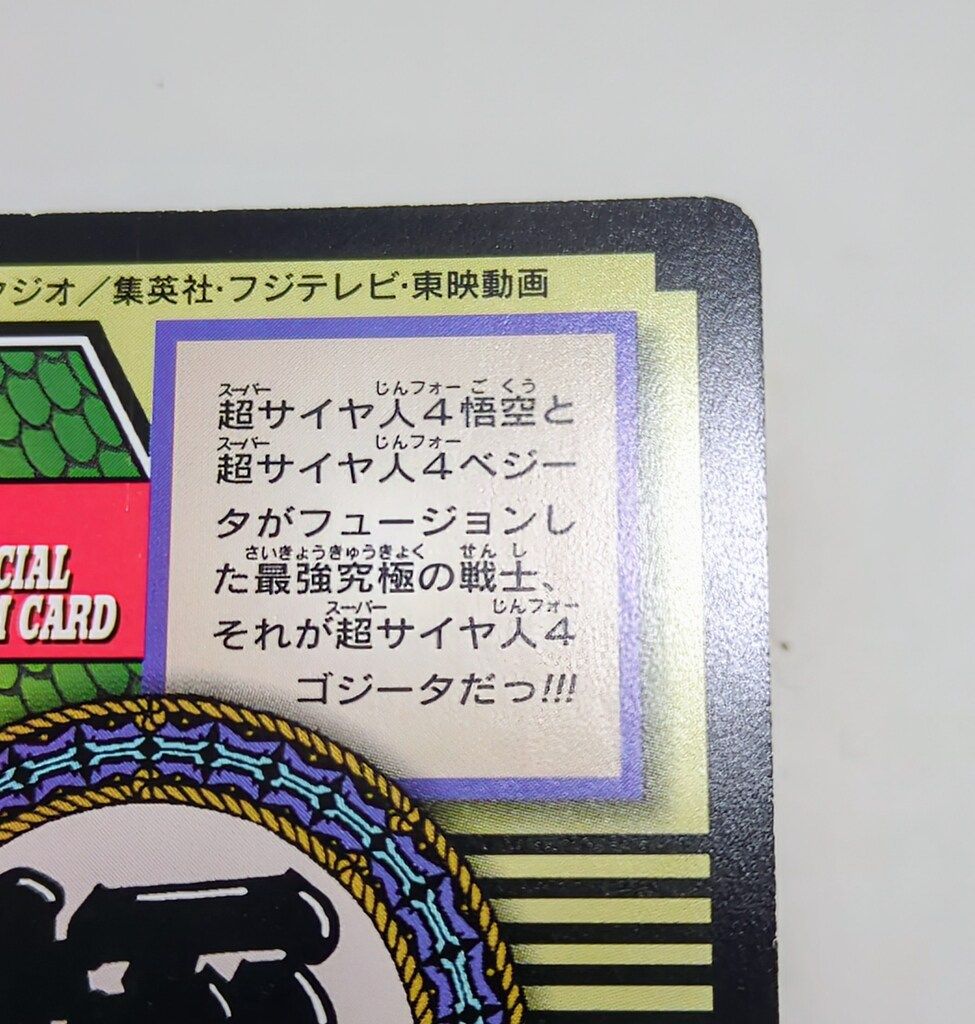 ジオ／集英社・フジテレビ・東映動画
スーパー じんフォー ごくう
超サイヤ人4悟空と
スーパー じんフォー
超サイヤ人4ベジー
タがフュージョンし
さいきょうきゅうきょく せんし
た最強究極の戦士、
スーパー じんフォー
それが超サイヤ人4
ゴジータだっ!!!
CIAL
CARD